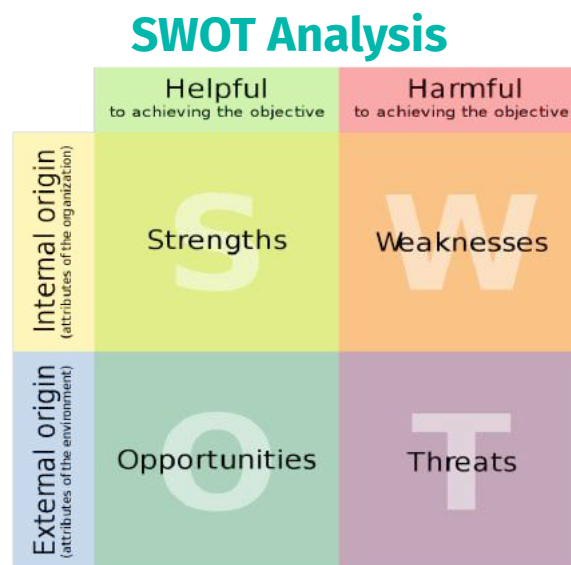 SWOT Analysis
Helpful
to achieving the objective
Harmful
to achieving the objective
Internal origin
(attributes of the organization)
S
Strengths
W
Weaknesses
External origin
(attributes of the environment)
O
Opportunities
T
Threats